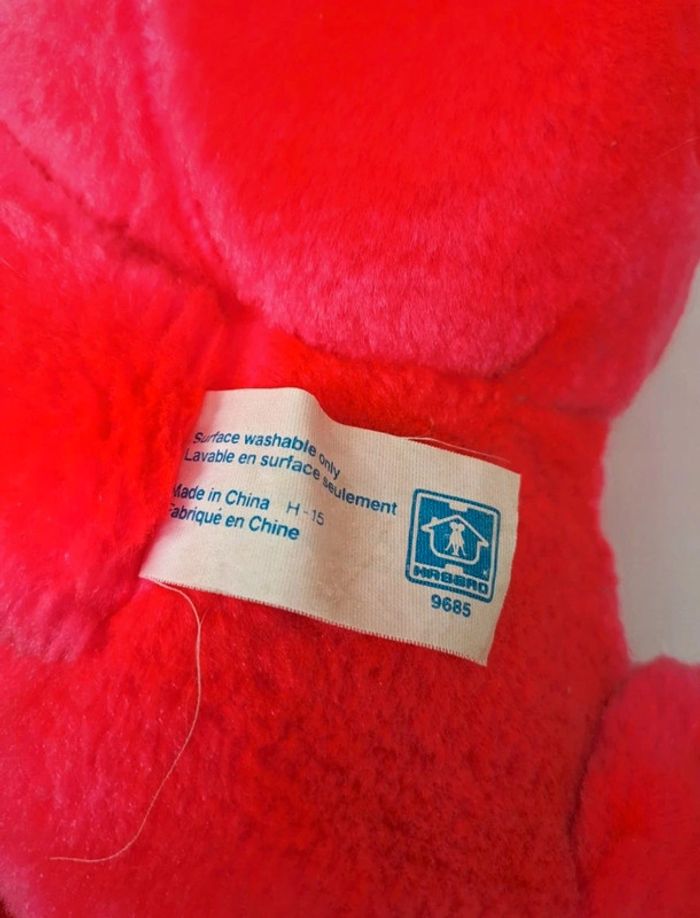 Surface washable only
Lavable en surface seulement
Made in China H-15
Fabriqué en Chine
HASBRO
9685